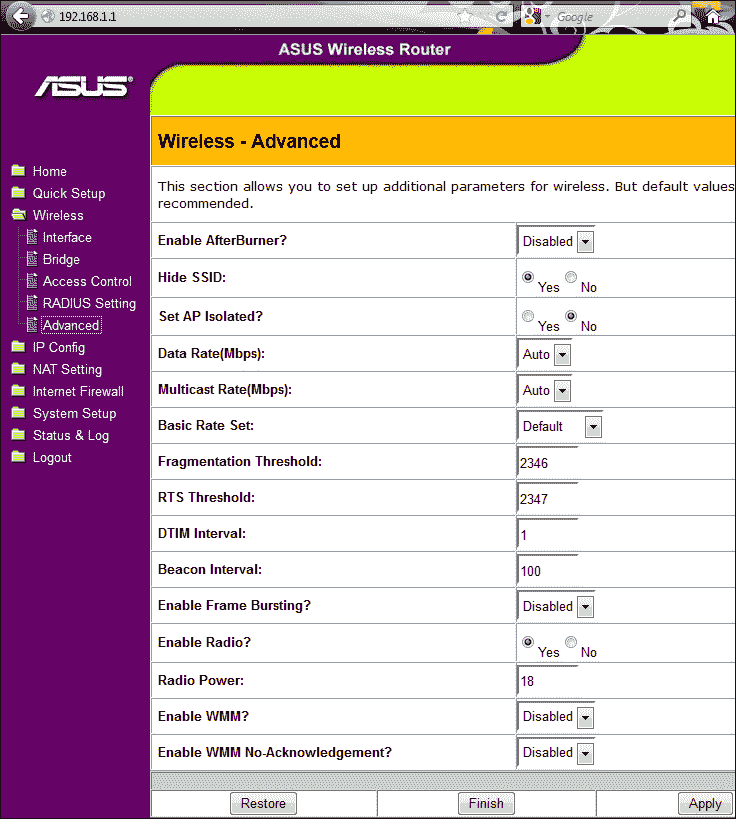 192.168.1.1
Google
ASUS Wireless Router
ASUS
Home
Quick Setup
Wireless
Interface
Bridge
Access Control
RADIUS Setting
Advanced
IP Config
NAT Setting
Internet Firewall
System Setup
Status & Log
Logout
Wireless - Advanced
This section allows you to set up additional parameters for wireless. But default values
recommended.
Enable AfterBurner? Disabled
Hide SSID: Yes No
Set AP Isolated? Yes No
Data Rate(Mbps): Auto
Multicast Rate(Mbps): Auto
Basic Rate Set: Default
Fragmentation Threshold: 2346
RTS Threshold: 2347
DTIM Interval: 1
Beacon Interval: 100
Enable Frame Bursting? Disabled
Enable Radio? Yes No
Radio Power: 18
Enable WMM? Disabled
Enable WMM No-Acknowledgement? Disabled
Restore Finish Apply